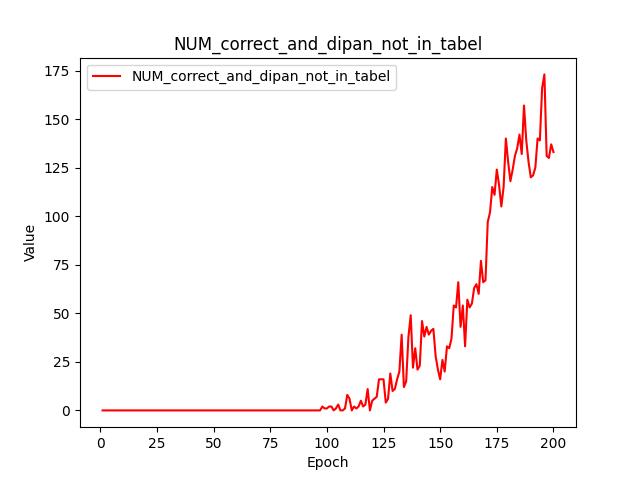 NUM_correct_and_dipan_not_in_tabel
NUM_correct_and_dipan_not_in_tabel
175
150
125
100
75
50
25
0
Value
0 25 50 75 100 125 150 175 200
Epoch